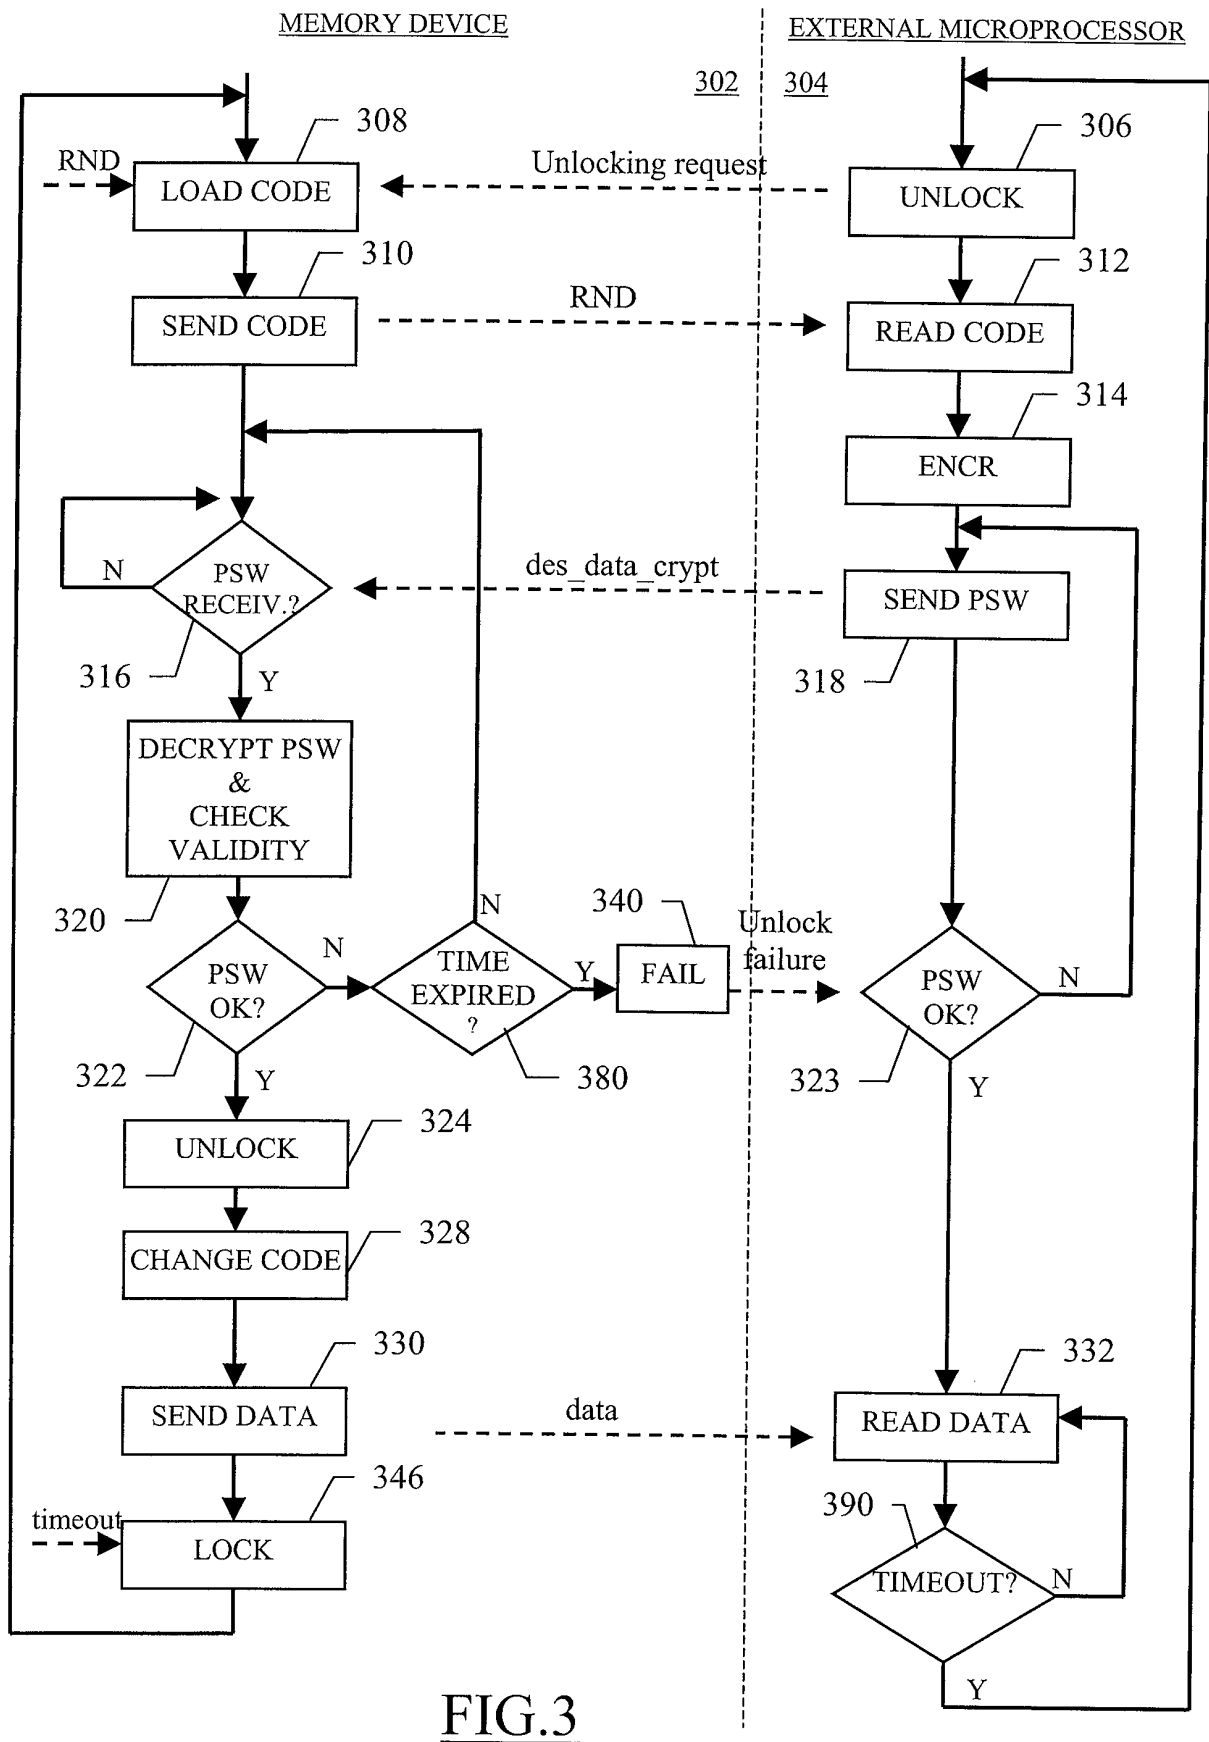 MEMORY DEVICE
EXTERNAL MICROPROCESSOR
302
304
308
306
RND
Unlocking request
LOAD CODE
UNLOCK
310
312
RND
SEND CODE
READ CODE
314
ENCR
N
PSW
RECEIV.?
des_data_crypt
SEND PSW
316
Y
318
DECRYPT PSW
&
CHECK
VALIDITY
320
N
340
Unlock
failure
PSW
OK?
N
TIME
EXPIRED
?
Y
FAIL
PSW
OK?
N
322
Y
380
323
Y
UNLOCK
324
CHANGE CODE
328
330
332
SEND DATA
data
READ DATA
346
390
timeout
LOCK
TIMEOUT?
N
Y
FIG.3